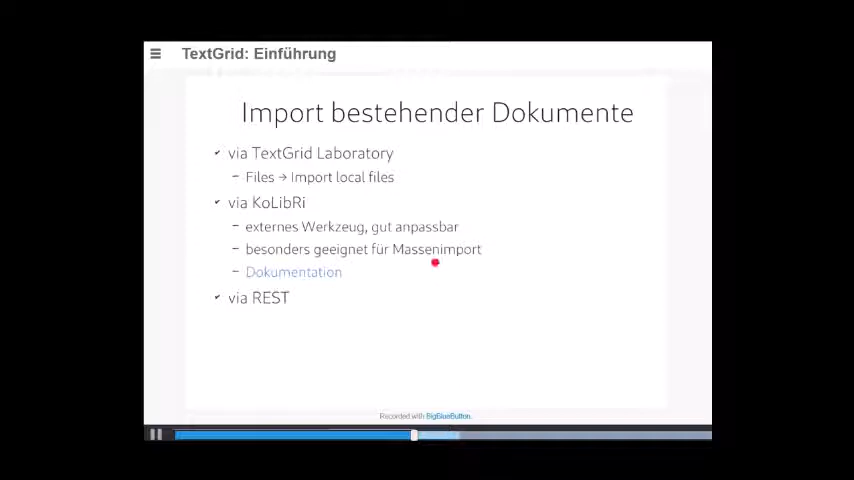 TextGrid: Einführung
Import bestehender Dokumente
via TextGrid Laboratory
– Files → Import local files
via KoLibRi
– externes Werkzeug, gut anpassbar
– besonders geeignet für Massenimport
– Dokumentation
via REST
Recorded with BigBlueButton.